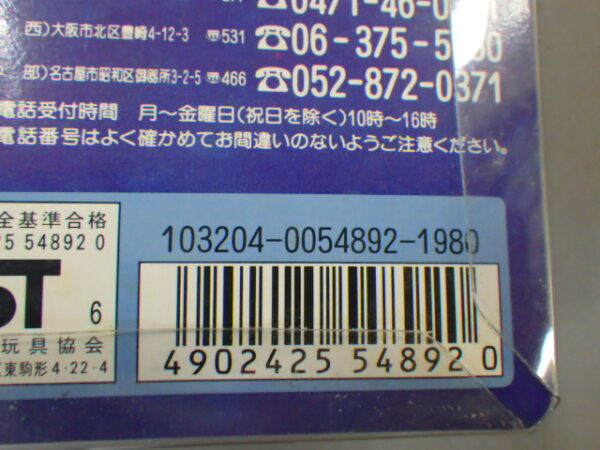 ☎0471-46-0
西)大阪市北区豊崎4-12-3 〠531 ☎06-375-5
部)名古屋市昭和区御器所3-2-5 〠466 ☎052-872-0371
電話受付時間 月～金曜日(祝日を除く)10時～16時
電話番号はよく確かめてお間違いのないようご注意ください。
全基準合格
25 54892 0
ST
6
玩具協会
東駒形4-22-4
103204-0054892-1980
4902425 548920